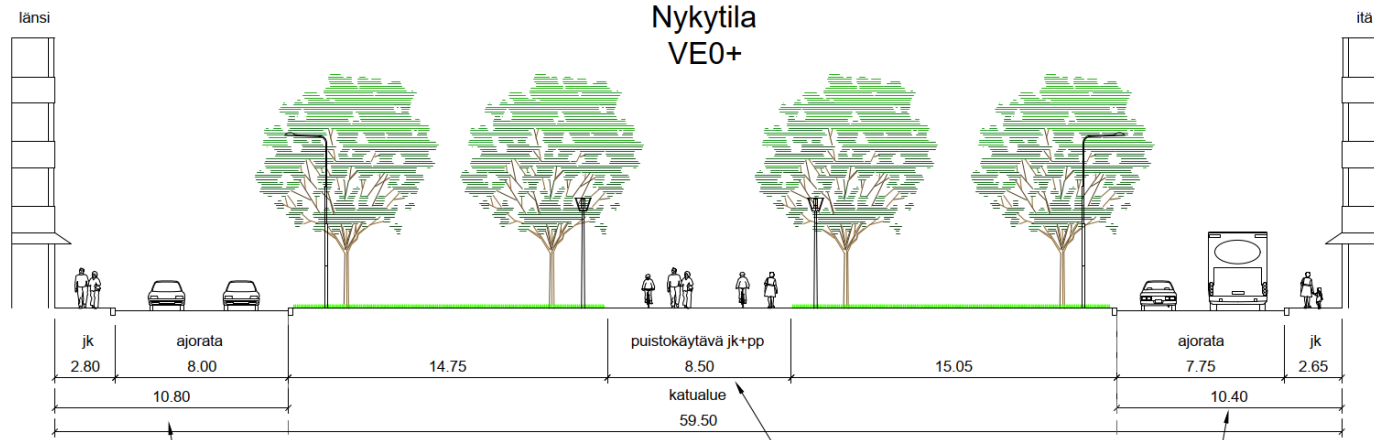 Nykytila
VE0+
länsi
itä
jk
ajorata
puistokäytävä jk+pp
ajorata
jk
2.80
8.00
14.75
8.50
15.05
7.75
2.65
10.80
katualue
10.40
59.50